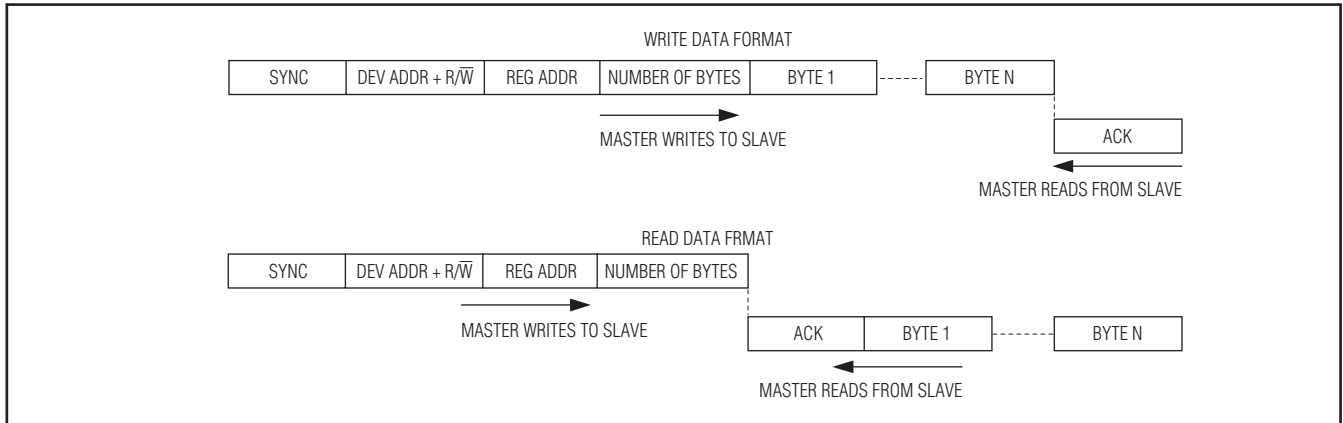 WRITE DATA FORMAT
SYNC DEV ADDR + R/W̅ REG ADDR NUMBER OF BYTES BYTE 1 BYTE N
MASTER WRITES TO SLAVE
ACK
MASTER READS FROM SLAVE
READ DATA FRMAT
SYNC DEV ADDR + R/W̅ REG ADDR NUMBER OF BYTES
MASTER WRITES TO SLAVE
ACK BYTE 1 BYTE N
MASTER READS FROM SLAVE